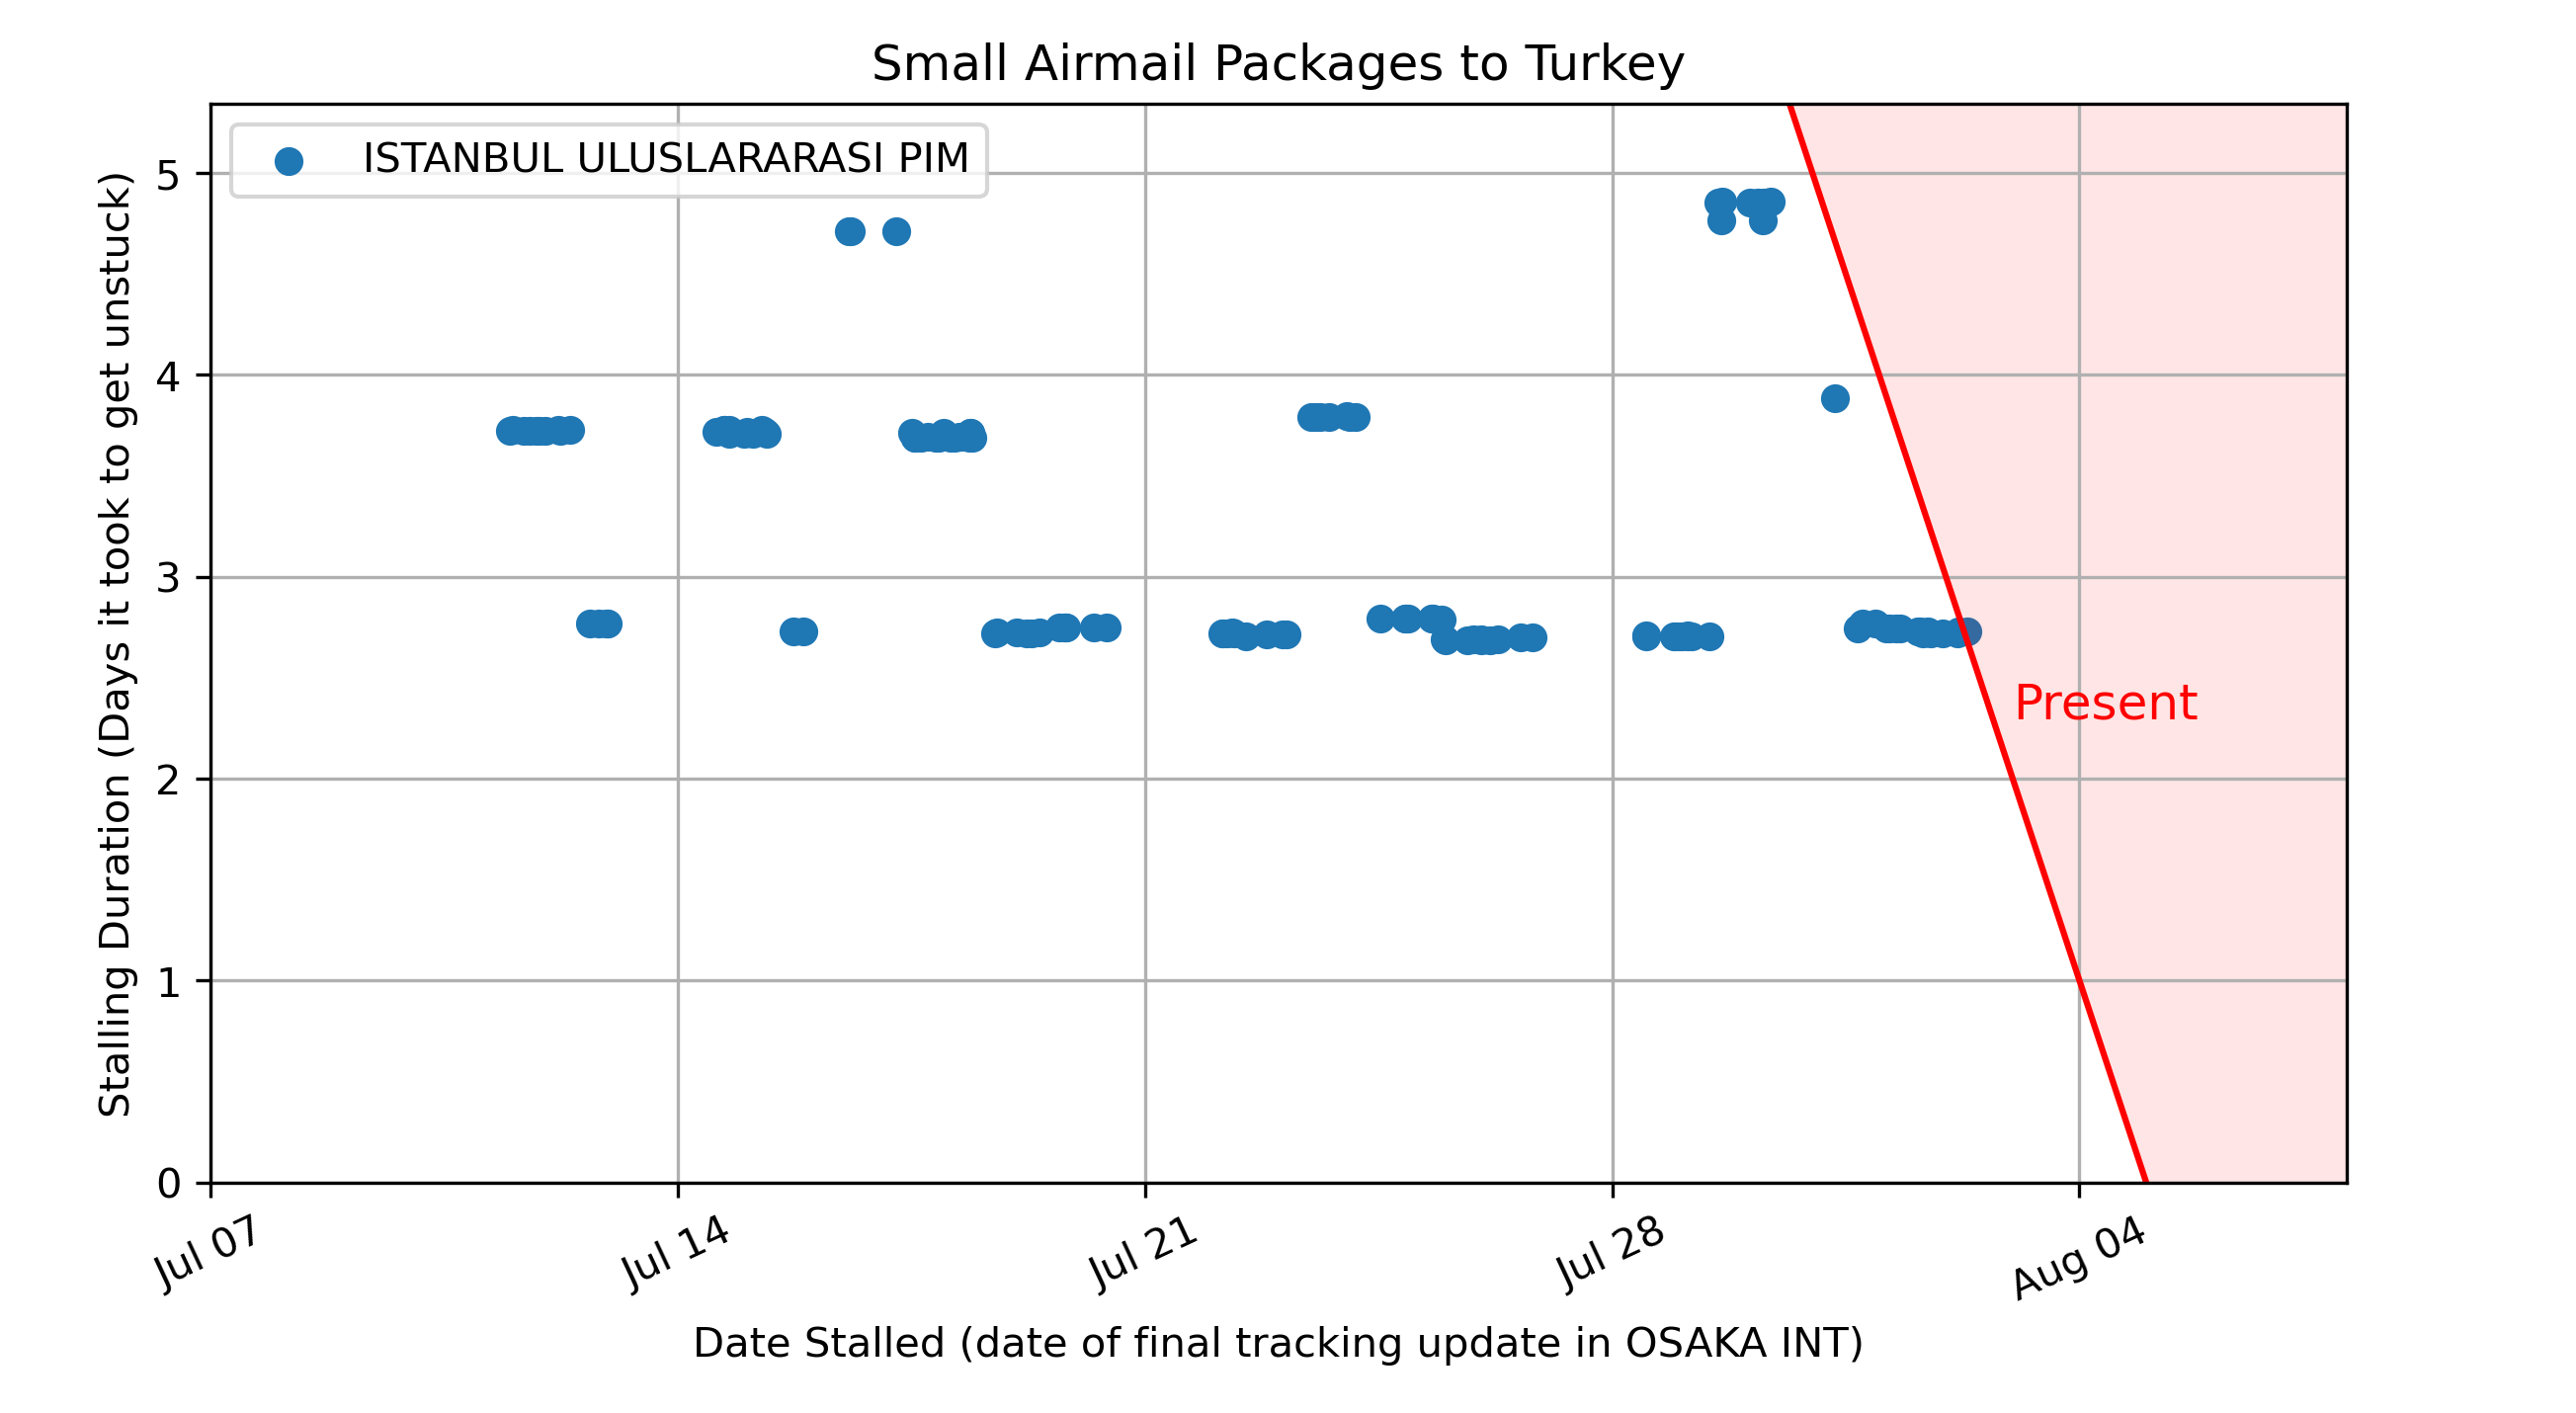 Small Airmail Packages to Turkey
ISTANBUL ULUSLARARASI PIM
Stalling Duration (Days it took to get unstuck)
5
4
3
2
1
0
Present
Jul 07
Jul 14
Jul 21
Jul 28
Aug 04
Date Stalled (date of final tracking update in OSAKA INT)